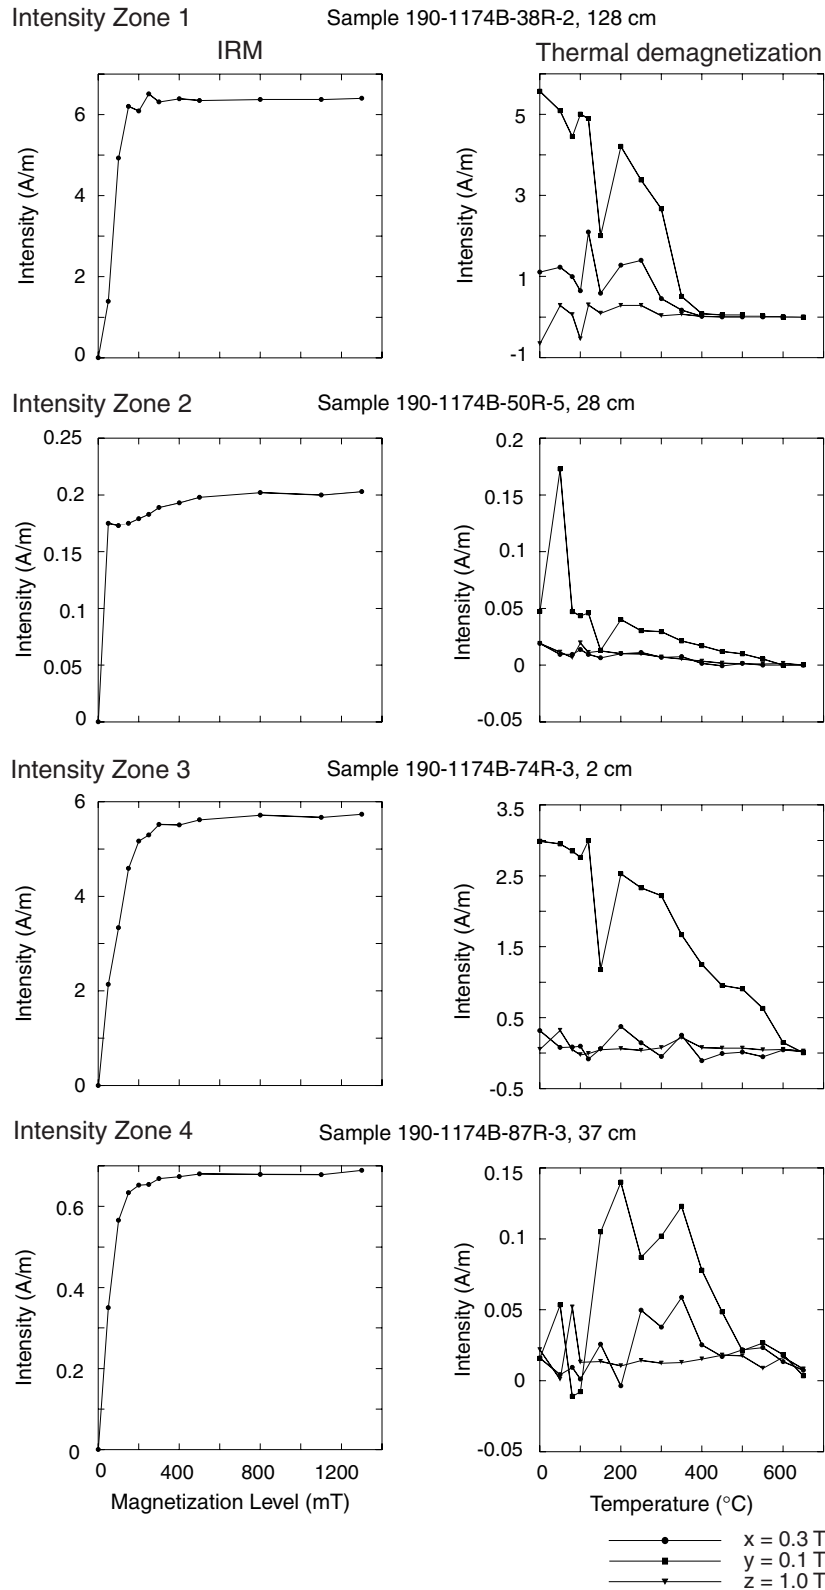 Intensity Zone 1
Sample 190-1174B-38R-2, 128 cm
IRM
Thermal demagnetization
Intensity (A/m)
6
4
2
0
Intensity (A/m)
5
3
1
-1
Intensity Zone 2
Sample 190-1174B-50R-5, 28 cm
Intensity (A/m)
0.25
0.2
0.15
0.1
0.05
0
Intensity (A/m)
0.2
0.15
0.1
0.05
0
-0.05
Intensity Zone 3
Sample 190-1174B-74R-3, 2 cm
Intensity (A/m)
6
4
2
0
Intensity (A/m)
3.5
2.5
1.5
0.5
-0.5
Intensity Zone 4
Sample 190-1174B-87R-3, 37 cm
Intensity (A/m)
0.6
0.4
0.2
0
0 400 800 1200
Magnetization Level (mT)
Intensity (A/m)
0.15
0.1
0.05
0
-0.05
0 200 400 600
Temperature (°C)
x = 0.3 T
y = 0.1 T
z = 1.0 T